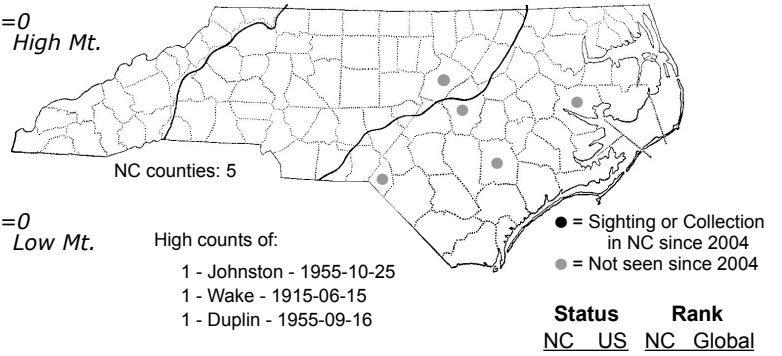 =0
High Mt.
NC counties: 5
=0
Low Mt.
High counts of:
1 - Johnston - 1955-10-25
1 - Wake - 1915-06-15
1 - Duplin - 1955-09-16
= Sighting or Collection
in NC since 2004
= Not seen since 2004
Status Rank
NC US NC Global